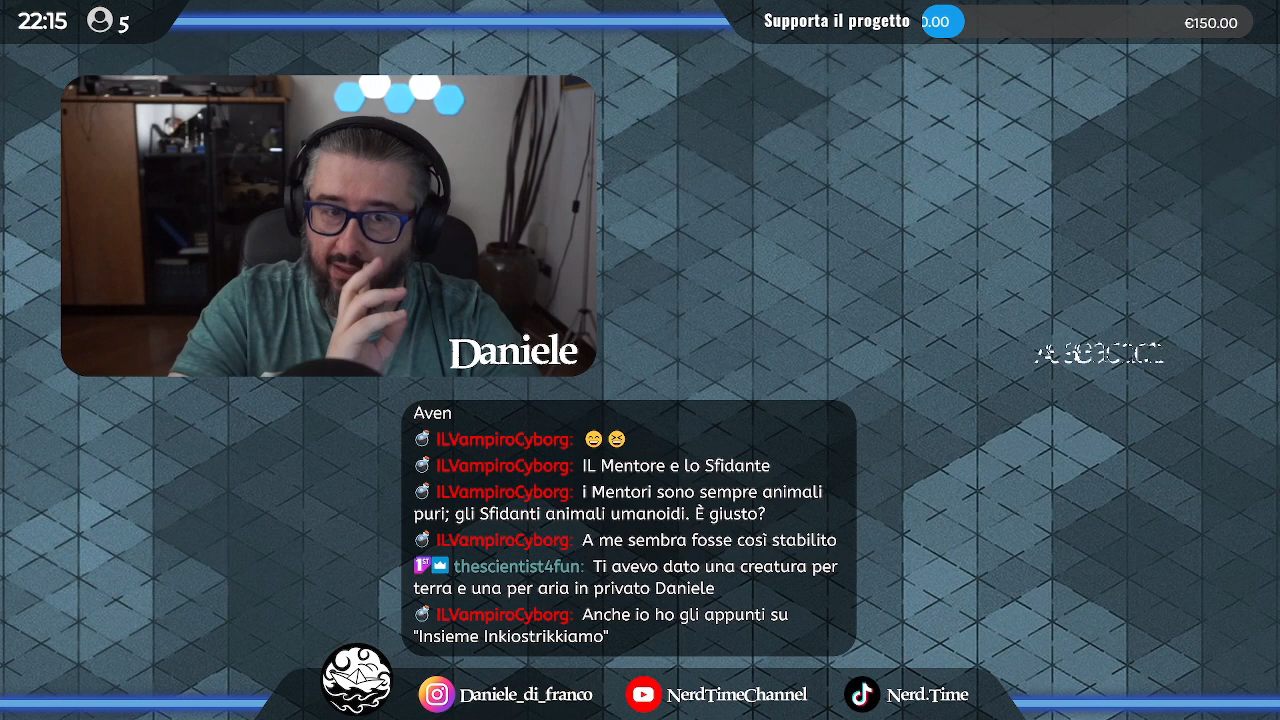 22:15
5
Supporta il progetto
0.00
€150.00
Daniele
Aven
ILVampiroCyborg: 😄 😆
ILVampiroCyborg: IL Mentore e lo Sfidante
ILVampiroCyborg: i Mentori sono sempre animali
puri; gli Sfidanti animali umanoidi. È giusto?
ILVampiroCyborg: A me sembra fosse così stabilito
1ST thescientist4fun: Ti avevo dato una creatura per
terra e una per aria in privato Daniele
ILVampiroCyborg: Anche io ho gli appunti su
"Insieme Inkiostrikkiamo"
Daniele_di_franco
NerdTimeChannel
Nerd.Time